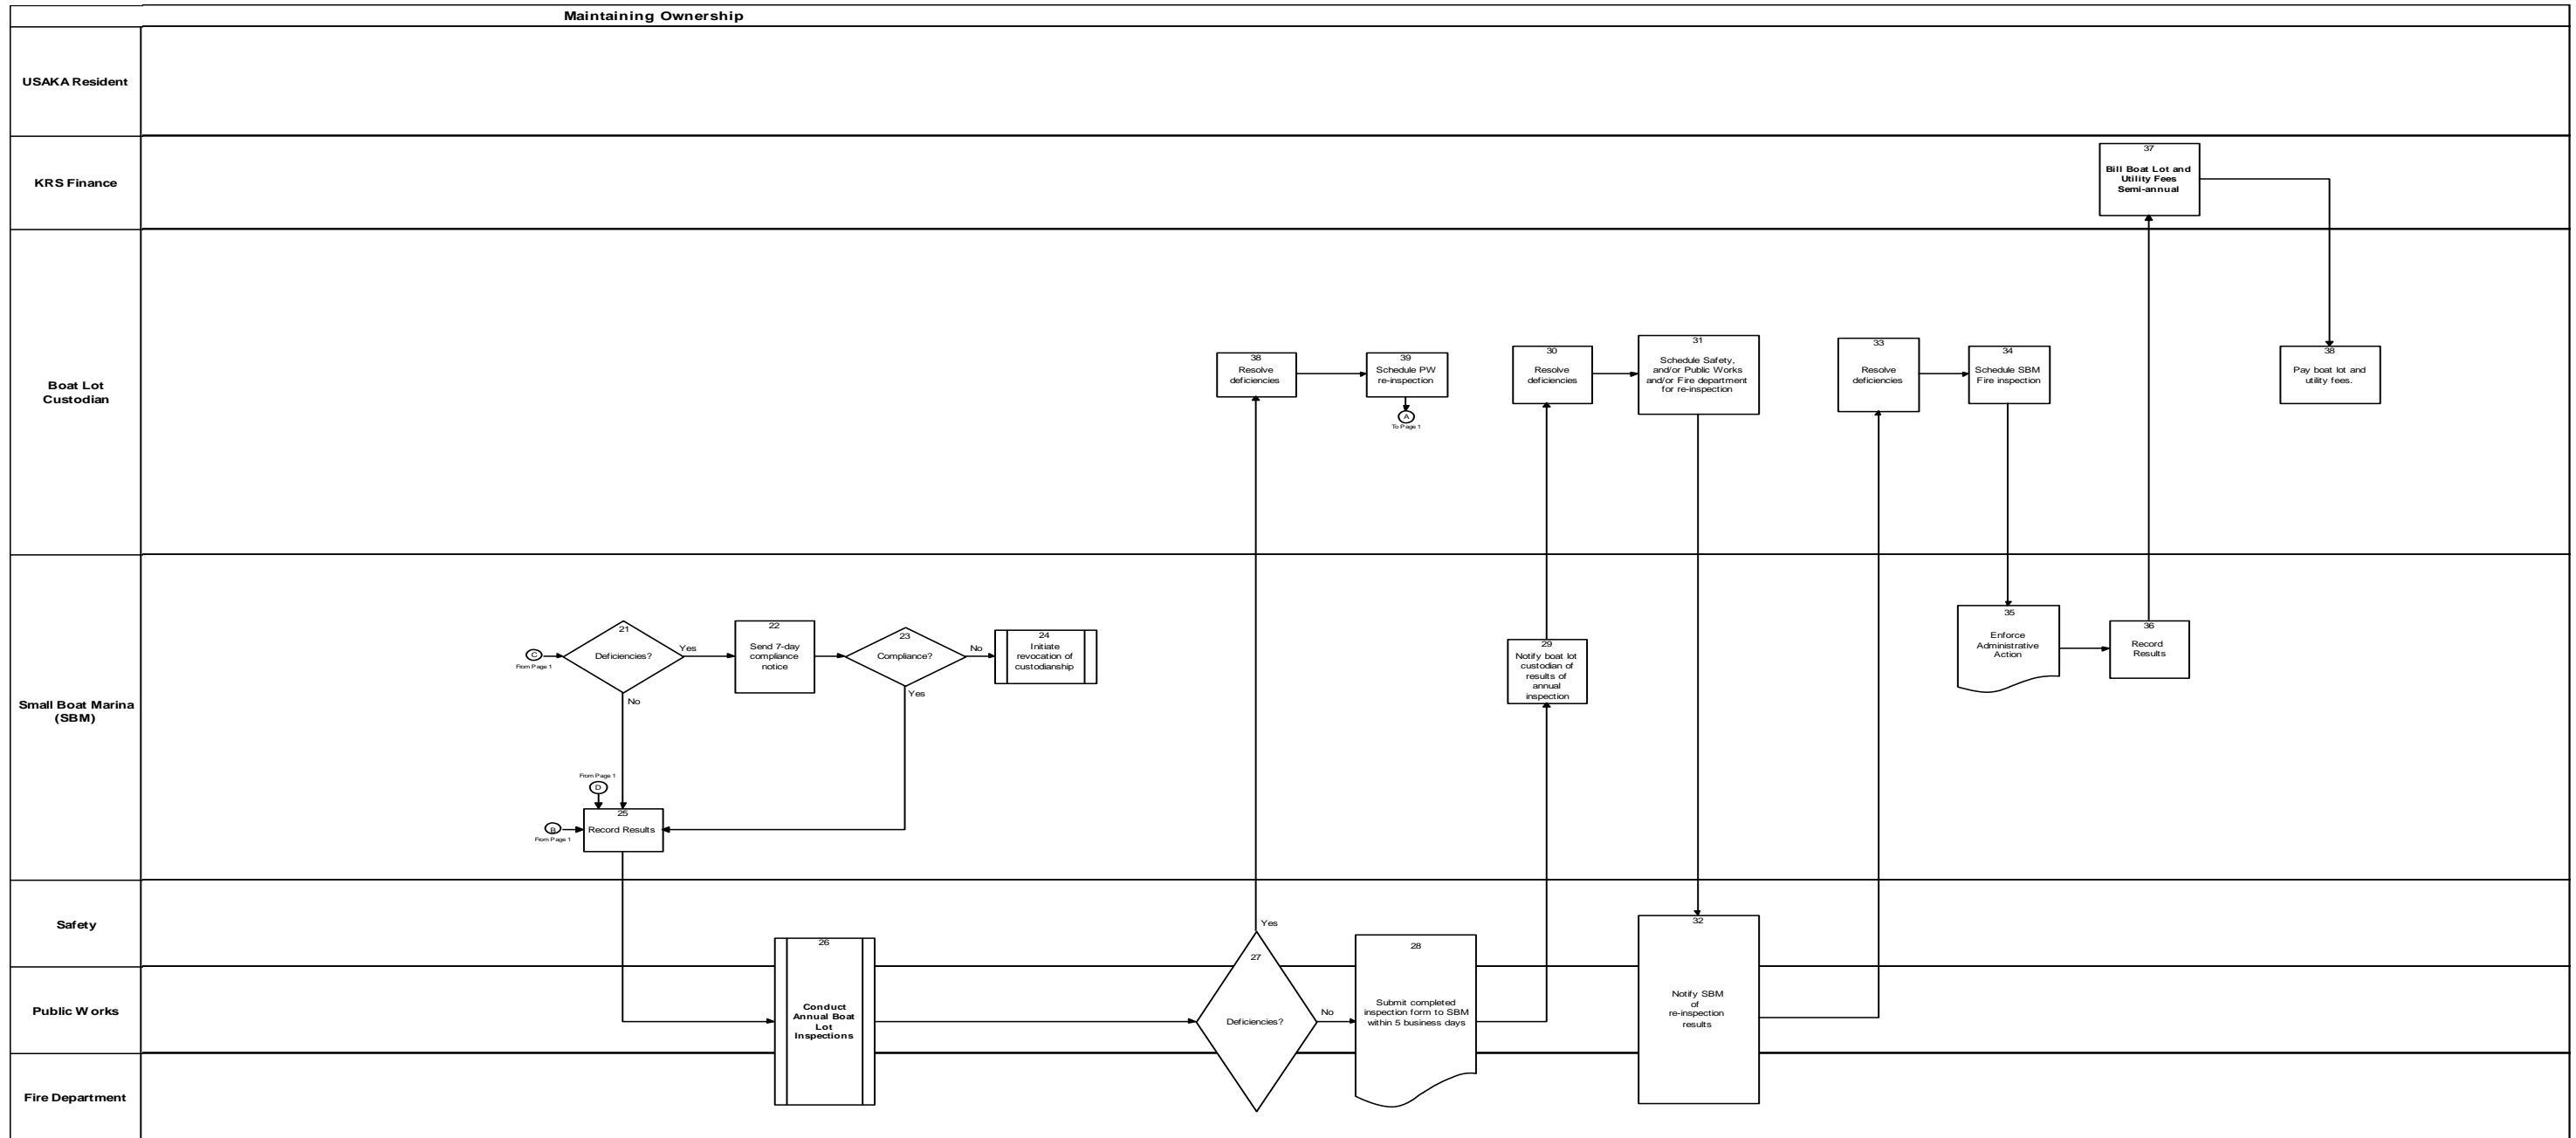 Maintaining Ownership
USAKA Resident
KRS Finance
37
Bill Boat Lot and
Utility Fees
Semi-annual
Boat Lot
Custodian
38
Resolve
deficiencies
39
Schedule PW
re-inspection
A
To Page 1
30
Resolve
deficiencies
31
Schedule Safety,
and/or Public Works
and/or Fire department
for re-inspection
33
Resolve
deficiencies
34
Schedule SBM
Fire inspection
38
Pay boat lot and
utility fees.
Small Boat Marina
(SBM)
C
From Page 1
21
Deficiencies?
Yes
No
22
Send 7-day
compliance
notice
23
Compliance?
No
Yes
24
Initiate
revocation of
custodianship
From Page 1
D
B
From Page 1
25
Record Results
29
Notify boat lot
custodian of
results of
annual
inspection
35
Enforce
Administrative
Action
36
Record
Results
Safety
Public Works
Fire Department
26
Conduct
Annual Boat
Lot
Inspections
Yes
27
Deficiencies?
No
28
Submit completed
inspection form to SBM
within 5 business days
32
Notify SBM
of
re-inspection
results